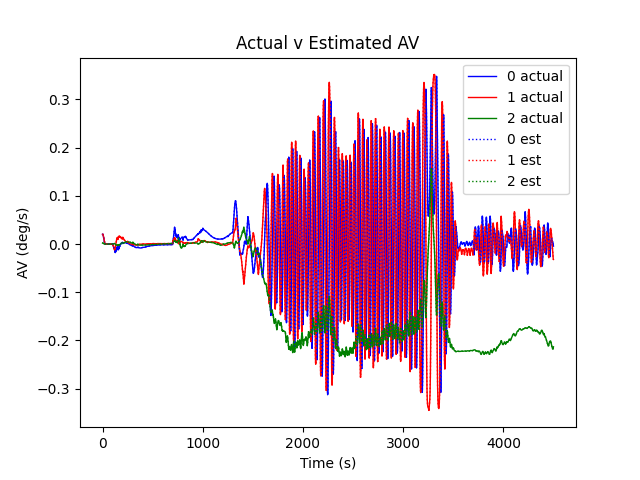 Actual v Estimated AV
0 actual
1 actual
2 actual
0 est
1 est
2 est
AV (deg/s)
0.3
0.2
0.1
0.0
−0.1
−0.2
−0.3
0 1000 2000 3000 4000
Time (s)